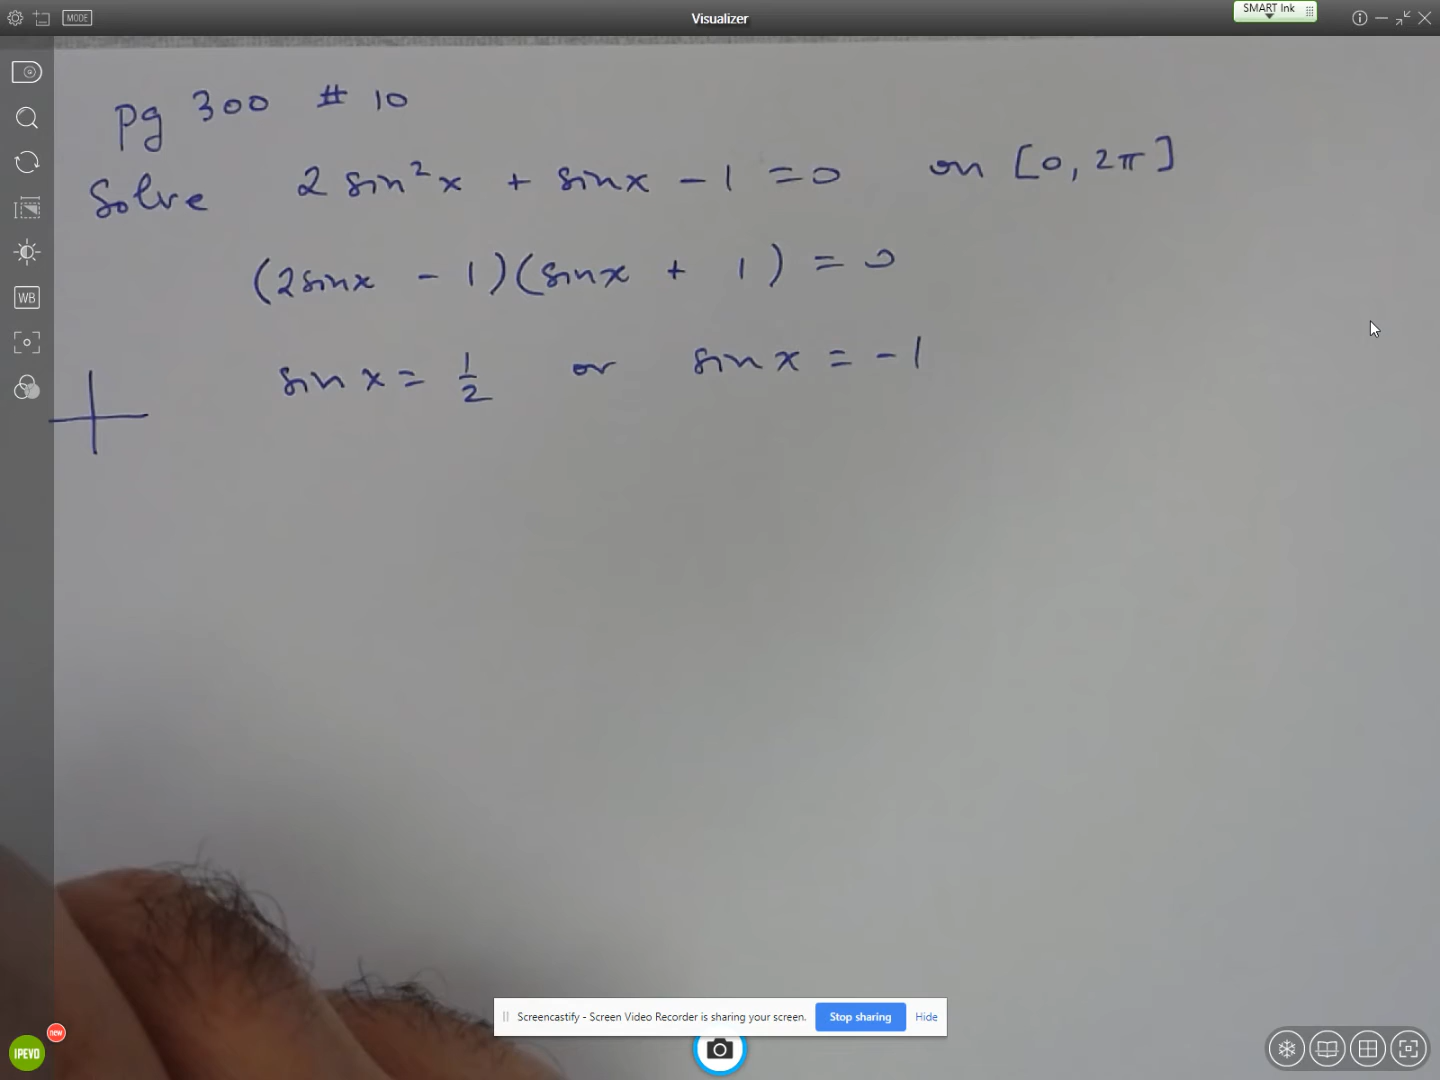 MODE
Visualizer
SMART Ink
WB
Pg 300 # 10
Solve 2 sin²x + sinx - 1 = 0 on [0, 2π]
(2sinx - 1)(sinx + 1) = 0
sin x = 1/2 or sin x = -1
Screencastify - Screen Video Recorder is sharing your screen. Stop sharing Hide
new
IPEVO